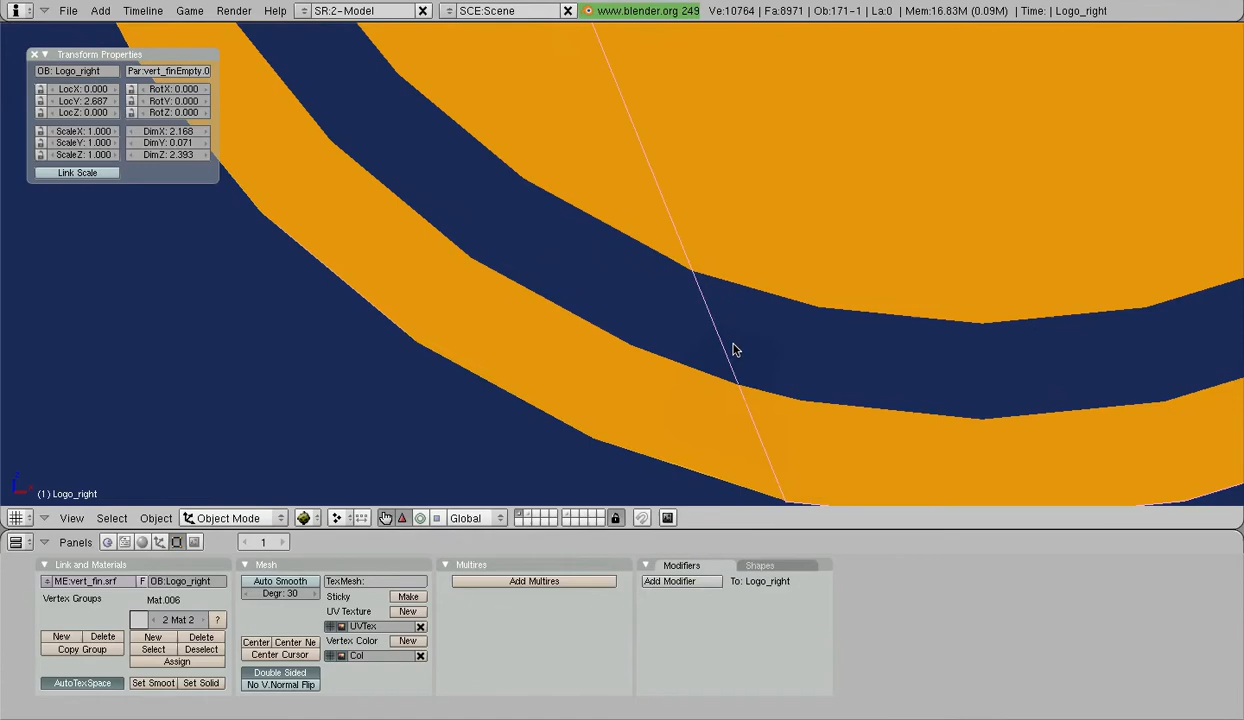 File Add Timeline Game Render Help SR:2-Model SCE:Scene www.blender.org 249 Ve:10764 | Fa:8971 | Ob:171-1 | La:0 | Mem:16.83M (0.09M) | Time: | Logo_right
Transform Properties
OB: Logo_right Par:vert_finEmpty.0
LocX: 0.000 RotX: 0.000
LocY: 2.687 RotY: 0.000
LocZ: 0.000 RotZ: 0.000
ScaleX: 1.000 DimX: 2.168
ScaleY: 1.000 DimY: 0.071
ScaleZ: 1.000 DimZ: 2.393
Link Scale
(1) Logo_right
View Select Object Object Mode Global
Panels 1
Link and Materials
ME:vert_fin.srf F OB:Logo_right
Vertex Groups Mat.006
2 Mat 2 ?
New Delete New Delete
Copy Group Select Deselect
Assign
AutoTexSpace Set Smoot Set Solid
Mesh
Auto Smooth TexMesh:
Degr: 30 Sticky Make
UV Texture New
UVTex
Center Center Ne Vertex Color New
Center Cursor Col
Double Sided
No V.Normal Flip
Multires
Add Multires
Modifiers Shapes
Add Modifier To: Logo_right